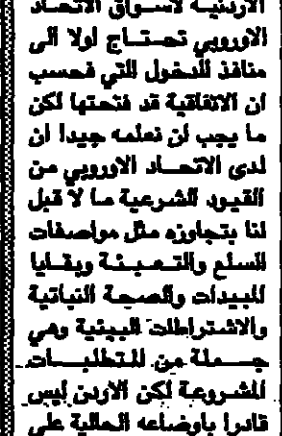 الاردنية لاسواق الاتحاد
الاوروبي تحتاج اولا الى
منافذ للدخول التي فحسب
ان الاتفاقية قد فتحتها لكن
ما يجب ان نعلمه جيدا ان
لدى الاتحاد الاوروبي من
القيود الشرعية ما لا قبل
لنا بتجاوزه مثل مواصفات
السلع والتعبئة وبقايا
المبيدات والصحة النباتية
والاشتراطات البيئية وهي
جملة من المتطلبات
المشروعة لكن الاردن ليس
قادرا باوضاعه الحالية على